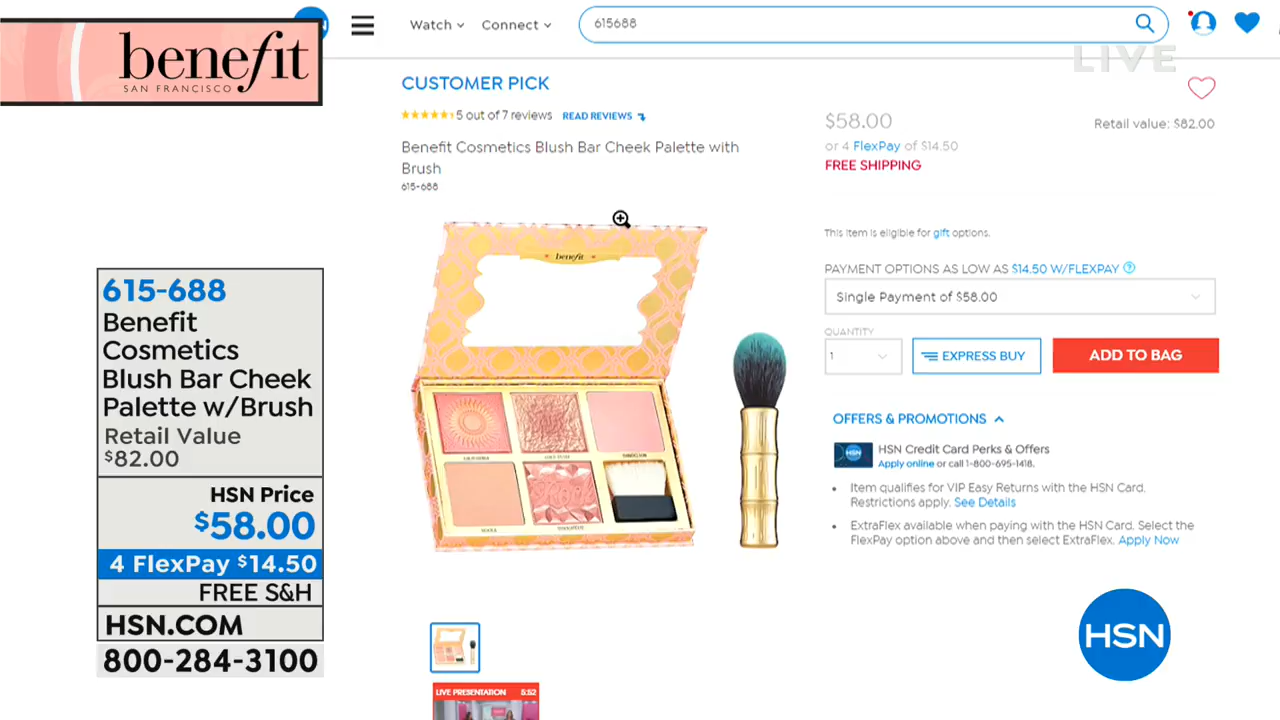 benefit
SAN FRANCISCO
Watch
Connect
615688
LIVE
CUSTOMER PICK
5 out of 7 reviews
READ REVIEWS
Benefit Cosmetics Blush Bar Cheek Palette with
Brush
615-688
$58.00
Retail value: $82.00
or 4 FlexPay of $14.50
FREE SHIPPING
This item is eligible for gift options.
PAYMENT OPTIONS AS LOW AS $14.50 W/FLEXPAY ?
Single Payment of $58.00
QUANTITY
1
EXPRESS BUY
ADD TO BAG
OFFERS & PROMOTIONS
HSN
HSN Credit Card Perks & Offers
Apply online or call 1-800-695-1418.
• Item qualifies for VIP Easy Returns with the HSN Card.
Restrictions apply. See Details
• ExtraFlex available when paying with the HSN Card. Select the
FlexPay option above and then select ExtraFlex. Apply Now
benefit
615-688
Benefit
Cosmetics
Blush Bar Cheek
Palette w/Brush
Retail Value
$82.00
HSN Price
$58.00
4 FlexPay $14.50
FREE S&H
HSN.COM
800-284-3100
LIVE PRESENTATION 5:52
HSN